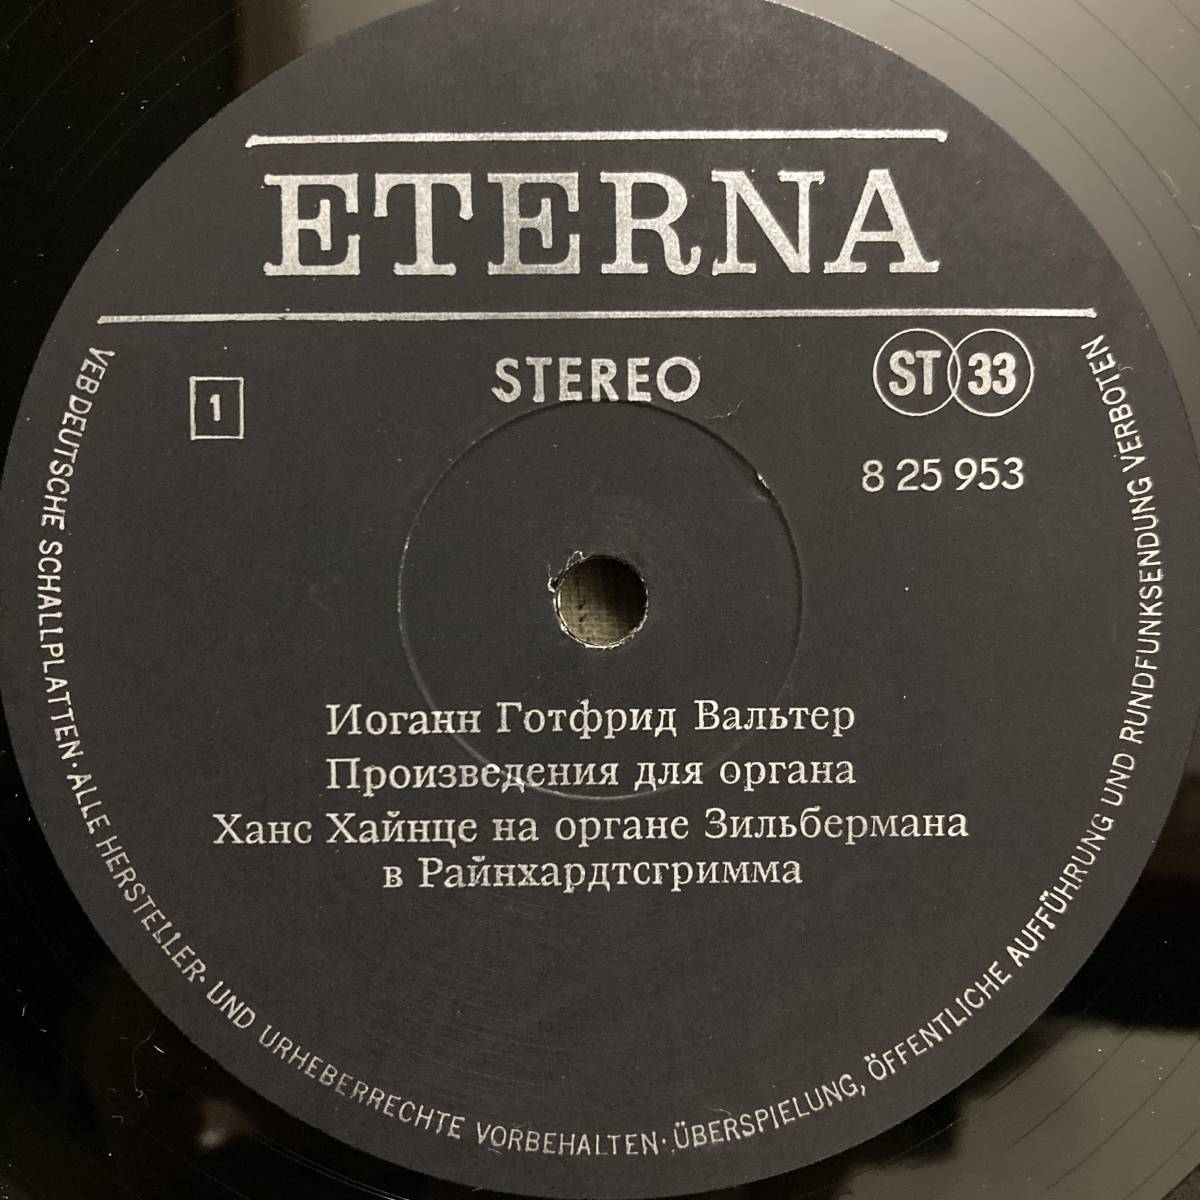 ETERNA
STEREO
ST 33
1
8 25 953
Иоганн Готфрид Вальтер
Произведения для органа
Ханс Хайнце на органе Зильбермана
в Райнхардтсгримма
VEB DEUTSCHE SCHALLPLATTEN · ALLE HERSTELLER- UND URHEBERRECHTE VORBEHALTEN · ÜBERSPIELUNG, ÖFFENTLICHE AUFFÜHRUNG UND RUNDFUNKSENDUNG VERBOTEN